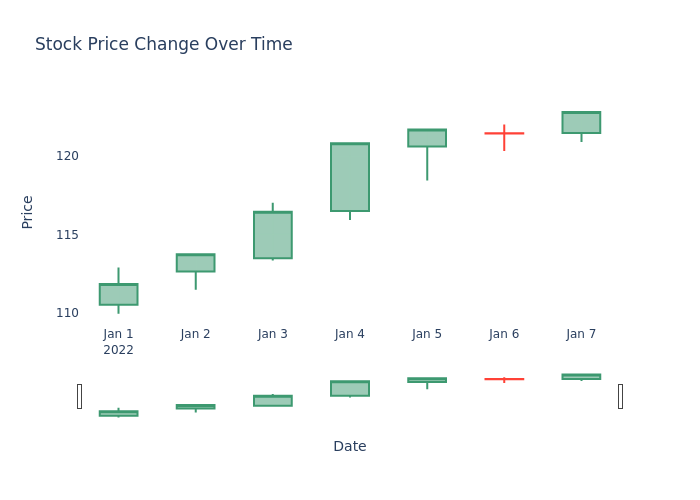 Stock Price Change Over Time
Price
120
115
110
Jan 1 Jan 2 Jan 3 Jan 4 Jan 5 Jan 6 Jan 7
2022
Date